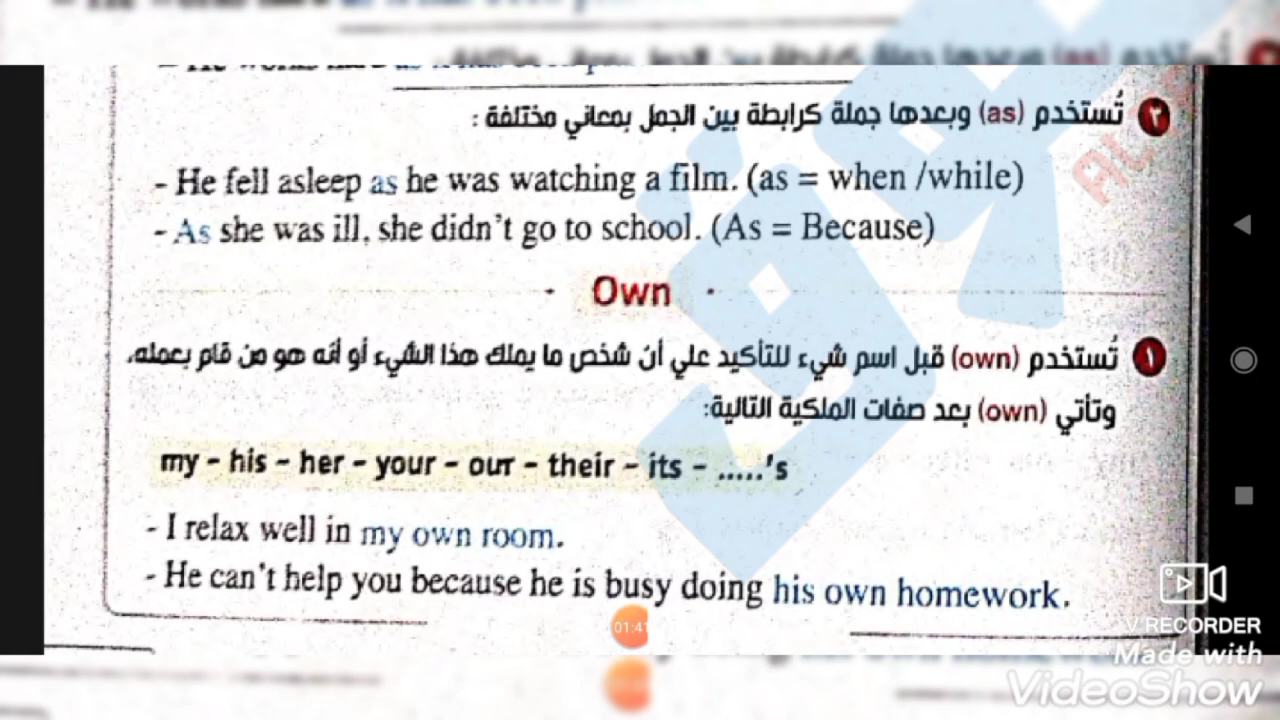 ٢ تُستخدم (as) وبعدها جملة كرابطة بين الجمل بمعاني مختلفة :
- He fell asleep as he was watching a film. (as = when /while)
- As she was ill, she didn't go to school. (As = Because)
Own
١ تُستخدم (own) قبل اسم شيء للتأكيد علي أن شخص ما يملك هذا الشيء أو أنه هو من قام بعمله.
وتأتي (own) بعد صفات الملكية التالية:
my – his – her – your – our – their – its – .....'s
- I relax well in my own room.
- He can't help you because he is busy doing his own homework.
01:41
V RECORDER
Made with
VideoShow